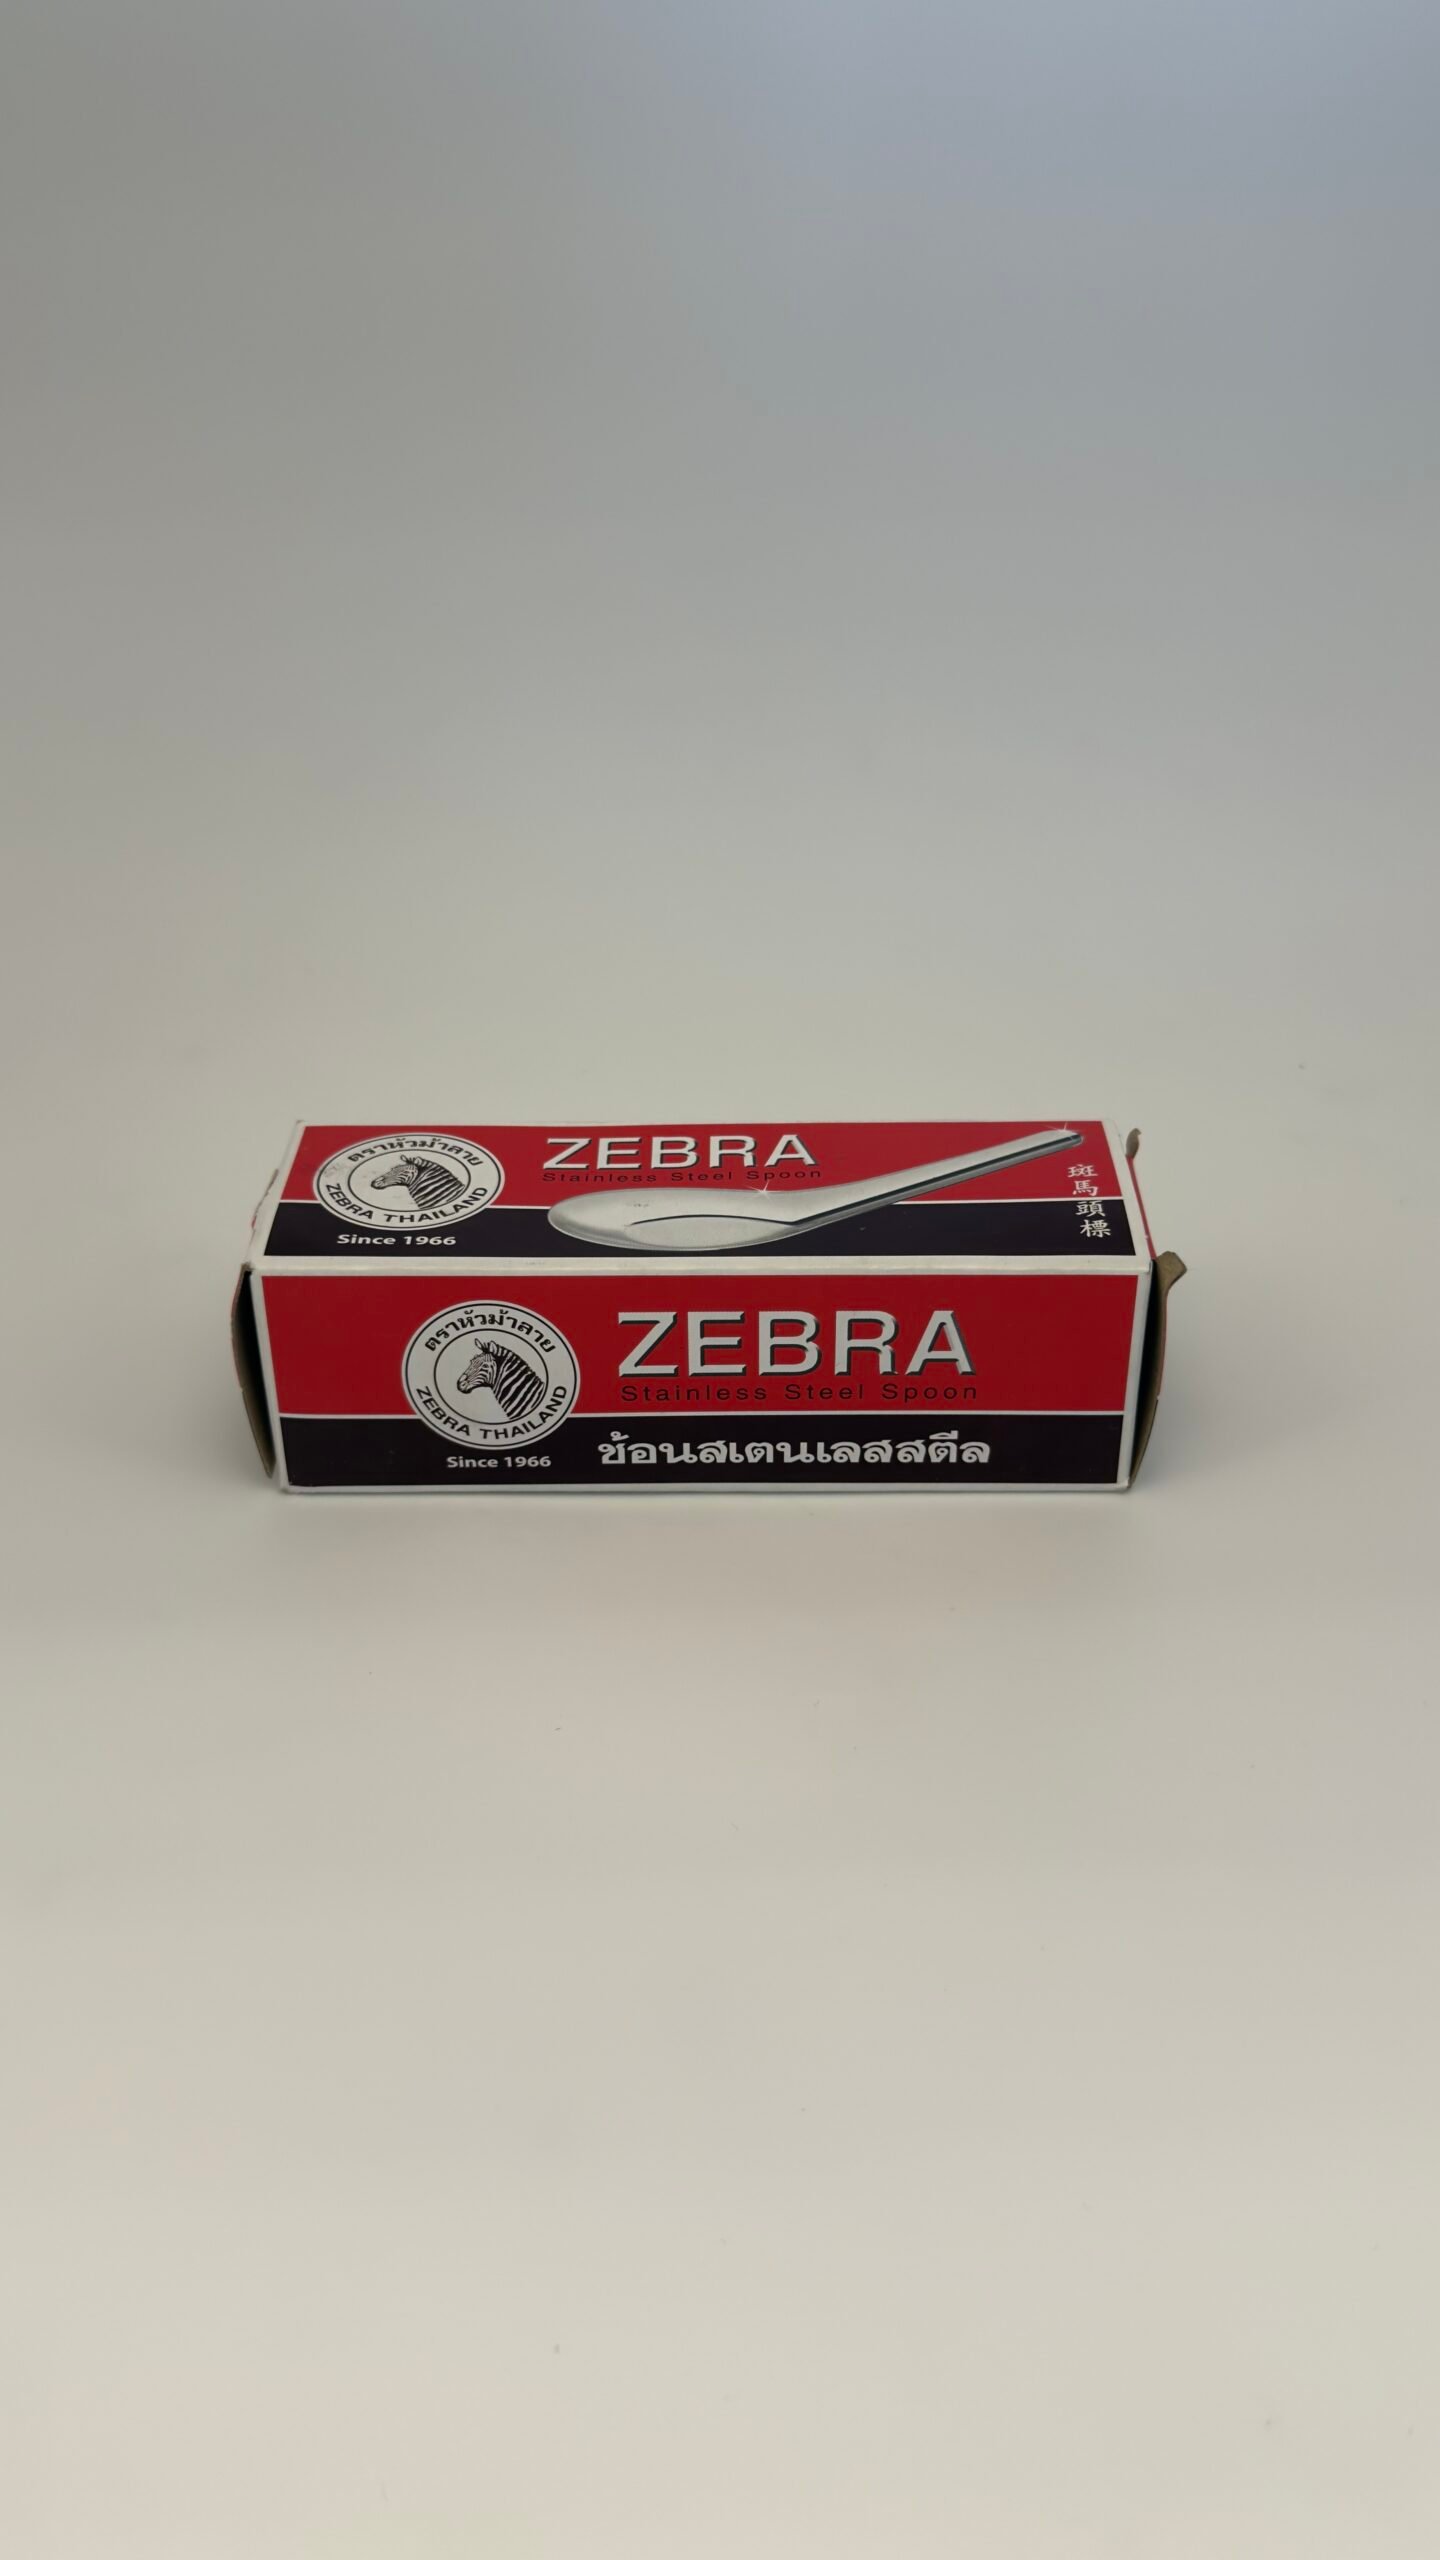 ตราหัวม้าลาย
ZEBRA THAILAND
Since 1966
ZEBRA
Stainless Steel Spoon
斑馬頭標
ตราหัวม้าลาย
ZEBRA THAILAND
Since 1966
ZEBRA
Stainless Steel Spoon
ช้อนสเตนเลสสตีล